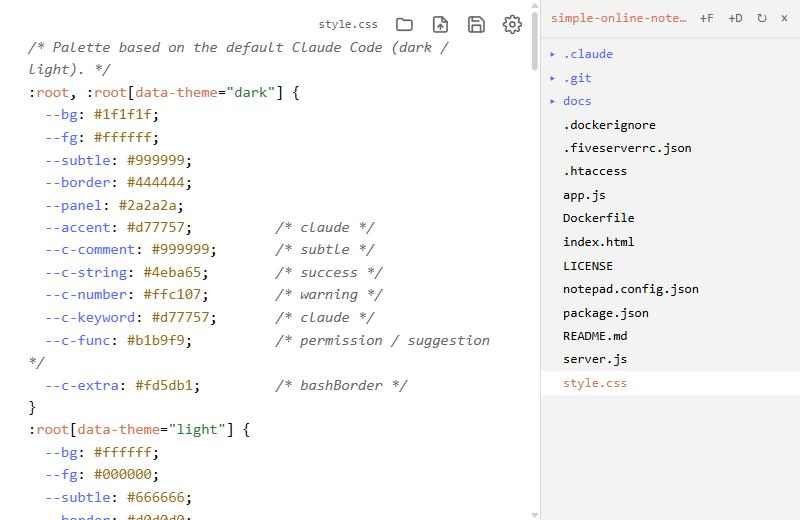 style.css
/* Palette based on the default Claude Code (dark /
light). */
:root, :root[data-theme="dark"] {
--bg: #1f1f1f;
--fg: #ffffff;
--subtle: #999999;
--border: #444444;
--panel: #2a2a2a;
--accent: #d77757; /* claude */
--c-comment: #999999; /* subtle */
--c-string: #4eba65; /* success */
--c-number: #ffc107; /* warning */
--c-keyword: #d77757; /* claude */
--c-func: #b1b9f9; /* permission / suggestion
*/
--c-extra: #fd5db1; /* bashBorder */
}
:root[data-theme="light"] {
--bg: #ffffff;
--fg: #000000;
--subtle: #666666;
--border: #d0d0d0;
simple-online-note… +F +D ↻ ×
▸ .claude
▸ .git
▸ docs
.dockerignore
.fiveserverrc.json
.htaccess
app.js
Dockerfile
index.html
LICENSE
notepad.config.json
package.json
README.md
server.js
style.css